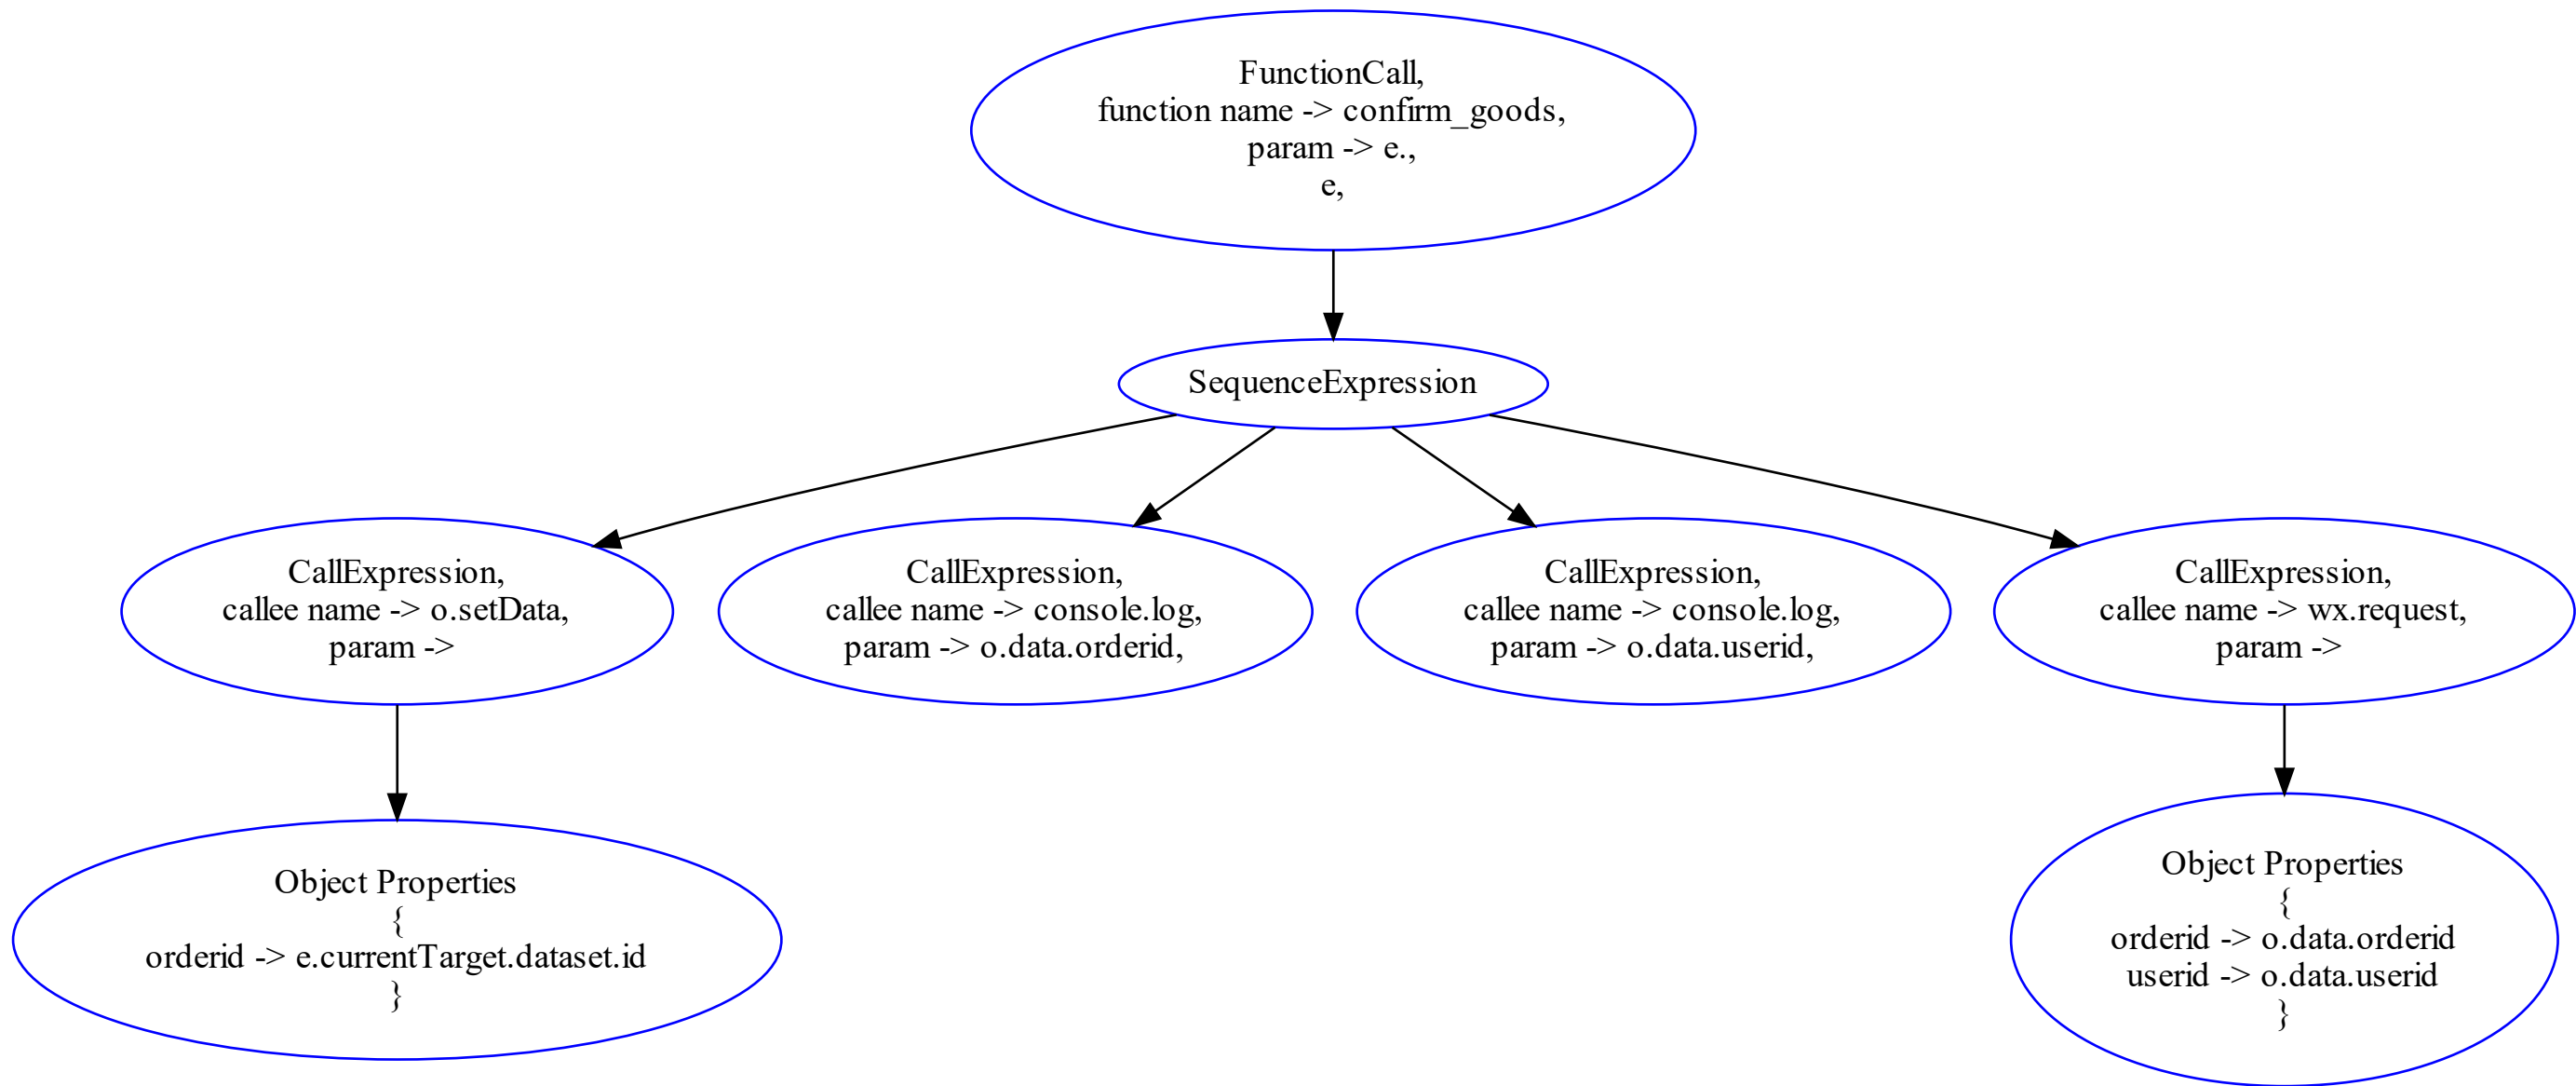 FunctionCall,
function name -> confirm_goods,
param -> e.,
e,
SequenceExpression
CallExpression,
callee name -> o.setData,
param ->
CallExpression,
callee name -> console.log,
param -> o.data.orderid,
CallExpression,
callee name -> console.log,
param -> o.data.userid,
CallExpression,
callee name -> wx.request,
param ->
Object Properties
{
orderid -> e.currentTarget.dataset.id
}
Object Properties
{
orderid -> o.data.orderid
userid -> o.data.userid
}